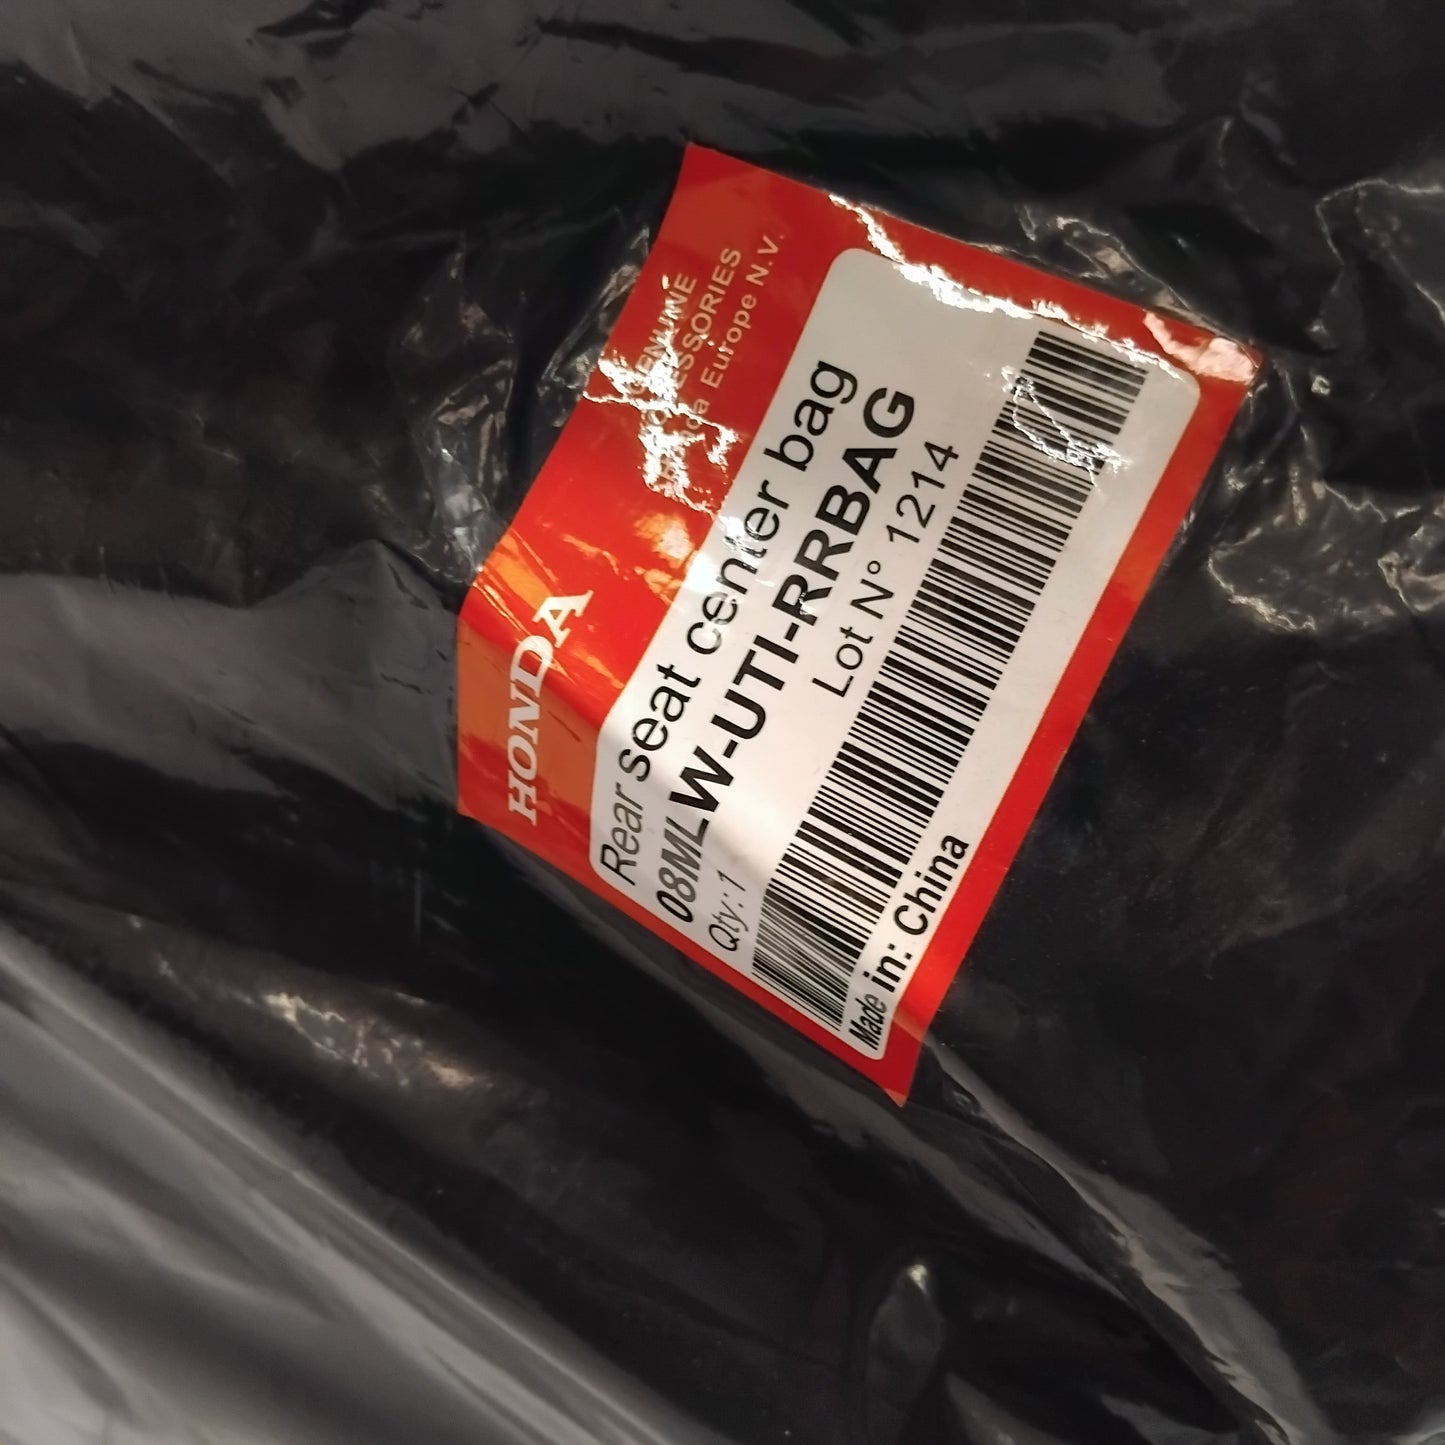 HONDA
GENUINE
ACCESSORIES
Honda Europe N.V.
Rear seat center bag
08MLW-UTI-RRBAG
Qty:1 Lot N° 1214
Made in: China